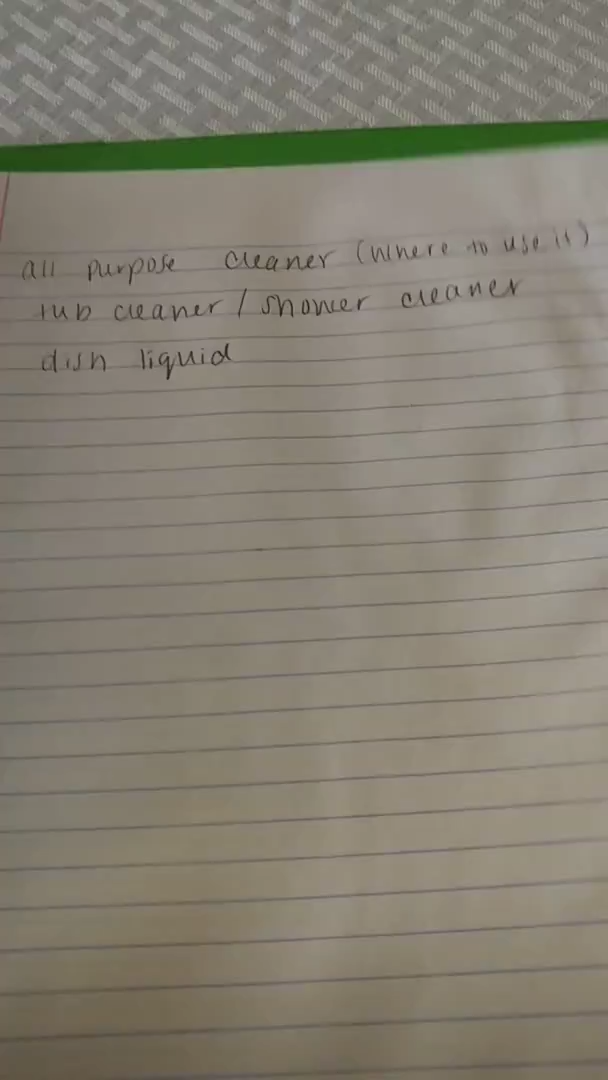 all purpose cleaner (where to use it)
tub cleaner / shower cleaner
dish liquid